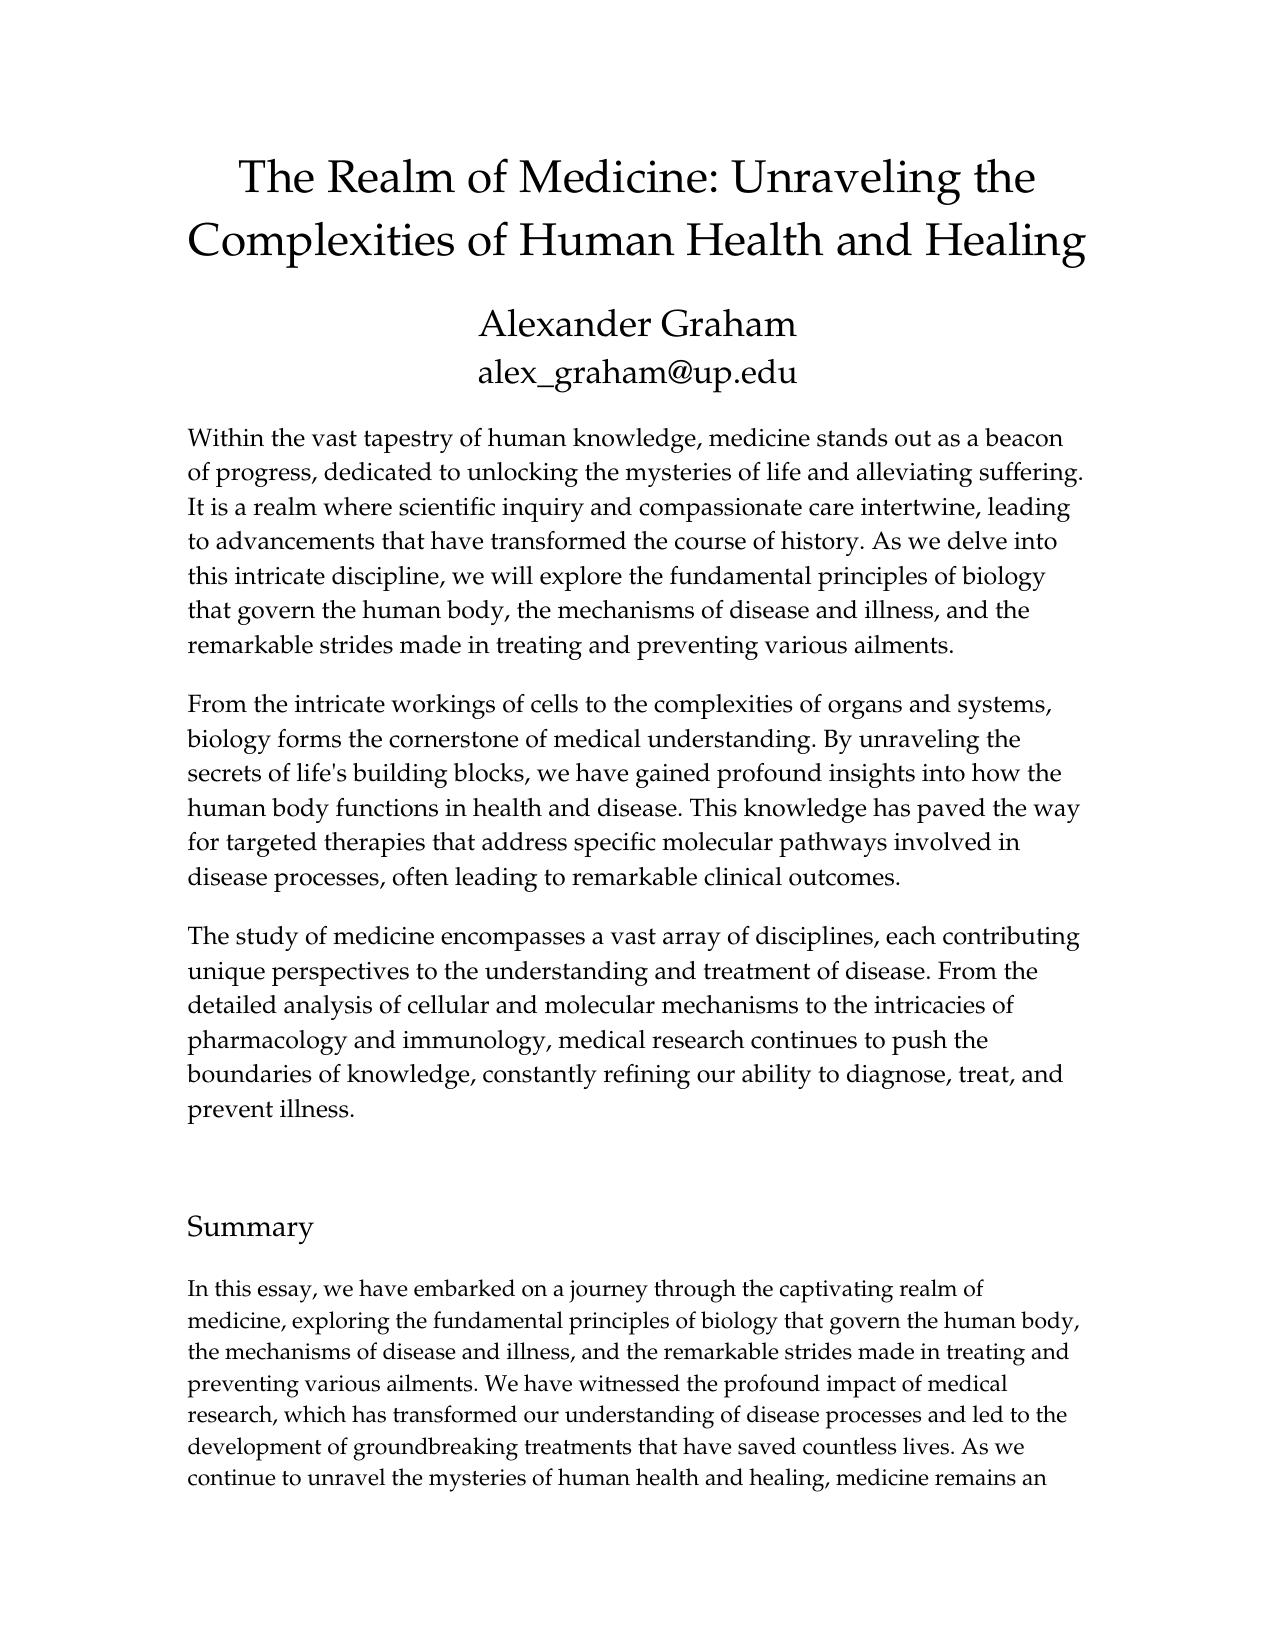 The Realm of Medicine: Unraveling the
Complexities of Human Health and Healing
Alexander Graham
alex_graham@up.edu
Within the vast tapestry of human knowledge, medicine stands out as a beacon
of progress, dedicated to unlocking the mysteries of life and alleviating suffering.
It is a realm where scientific inquiry and compassionate care intertwine, leading
to advancements that have transformed the course of history. As we delve into
this intricate discipline, we will explore the fundamental principles of biology
that govern the human body, the mechanisms of disease and illness, and the
remarkable strides made in treating and preventing various ailments.
From the intricate workings of cells to the complexities of organs and systems,
biology forms the cornerstone of medical understanding. By unraveling the
secrets of life's building blocks, we have gained profound insights into how the
human body functions in health and disease. This knowledge has paved the way
for targeted therapies that address specific molecular pathways involved in
disease processes, often leading to remarkable clinical outcomes.
The study of medicine encompasses a vast array of disciplines, each contributing
unique perspectives to the understanding and treatment of disease. From the
detailed analysis of cellular and molecular mechanisms to the intricacies of
pharmacology and immunology, medical research continues to push the
boundaries of knowledge, constantly refining our ability to diagnose, treat, and
prevent illness.
Summary
In this essay, we have embarked on a journey through the captivating realm of
medicine, exploring the fundamental principles of biology that govern the human body,
the mechanisms of disease and illness, and the remarkable strides made in treating and
preventing various ailments. We have witnessed the profound impact of medical
research, which has transformed our understanding of disease processes and led to the
development of groundbreaking treatments that have saved countless lives. As we
continue to unravel the mysteries of human health and healing, medicine remains an